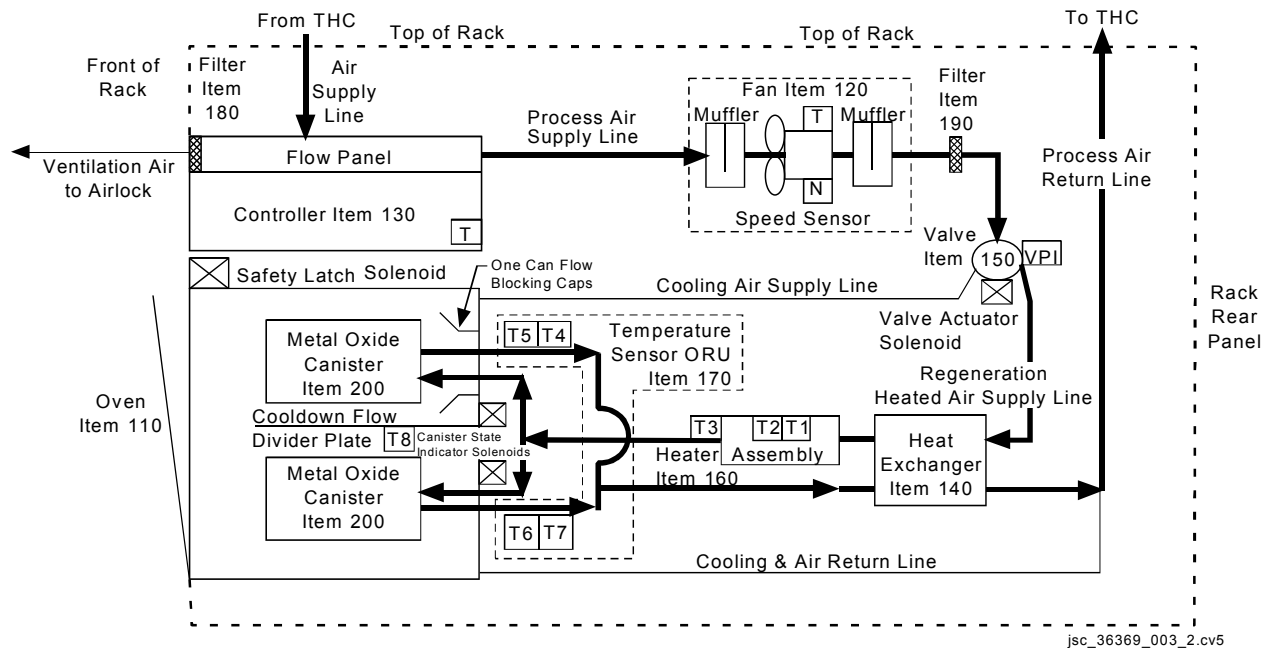 From THC
To THC
Top of Rack
Top of Rack
Front of
Rack
Filter
Item
180
Air
Supply
Line
Fan Item 120
Muffler
T
Muffler
N
Speed Sensor
Filter
Item
190
Process Air
Supply Line
Process Air
Return Line
Flow Panel
Ventilation Air
to Airlock
Controller Item 130
T
Valve
Item
150
VPI
Safety Latch Solenoid
One Can Flow
Blocking Caps
Cooling Air Supply Line
Valve Actuator
Solenoid
Rack
Rear
Panel
Metal Oxide
Canister
Item 200
T5 T4
Temperature
Sensor ORU
Item 170
Regeneration
Heated Air Supply Line
Oven
Item 110
Cooldown Flow
Divider Plate
T8
Canister State
Indicator Solenoids
T3
T2 T1
Heater Assembly
Item 160
Heat
Exchanger
Item 140
Metal Oxide
Canister
Item 200
T6 T7
Cooling & Air Return Line
jsc_36369_003_2.cv5